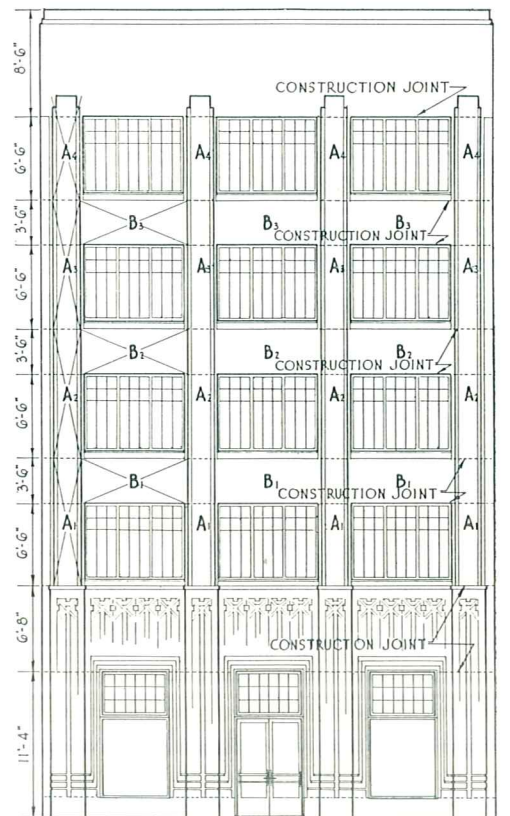 8'-6"
CONSTRUCTION JOINT
6'-6"
A4 A4 A4 A4
3'-6"
B3 B3 B3
CONSTRUCTION JOINT
6'-6"
A3 A3 A3 A3
3'-6"
B2 B2 B2
CONSTRUCTION JOINT
6'-6"
A2 A2 A2 A2
3'-6"
B1 B1 B1
CONSTRUCTION JOINT
6'-6"
A1 A1 A1 A1
6'-8"
CONSTRUCTION JOINT
11'-4"